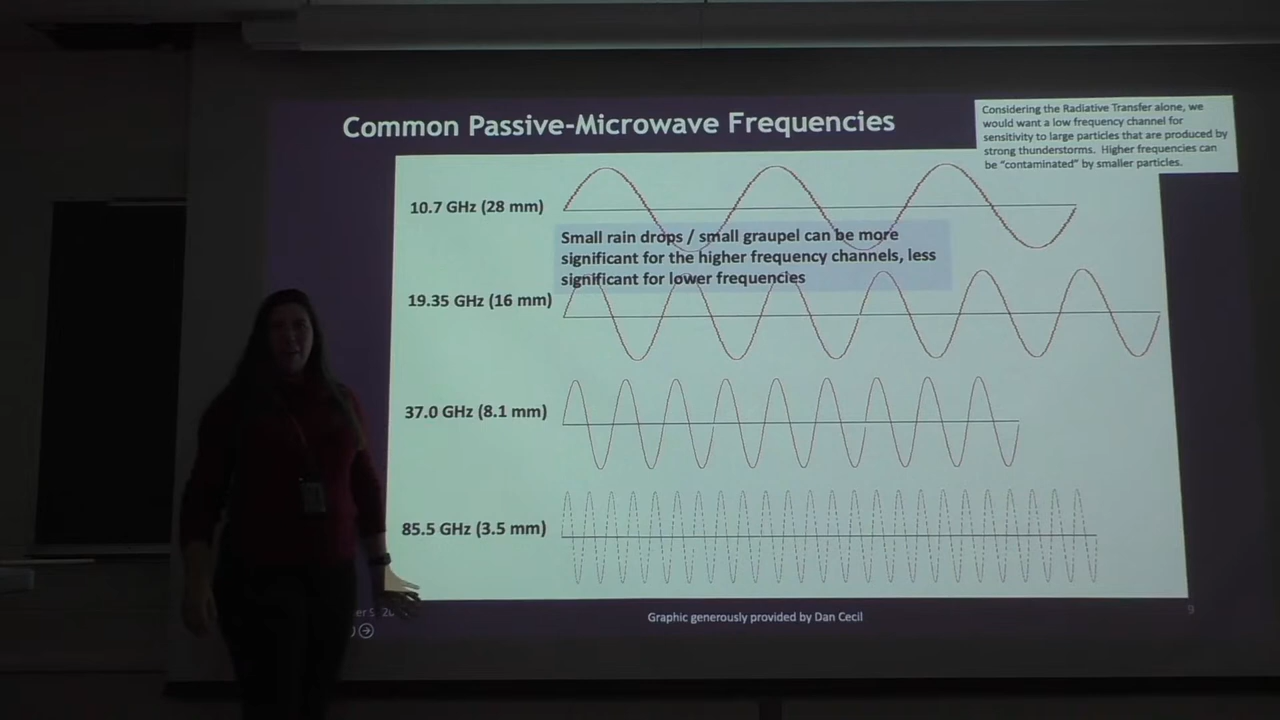 Common Passive-Microwave Frequencies
Considering the Radiative Transfer alone, we
would want a low frequency channel for
sensitivity to large particles that are produced by
strong thunderstorms. Higher frequencies can
be "contaminated" by smaller particles.
10.7 GHz (28 mm)
Small rain drops / small graupel can be more
significant for the higher frequency channels, less
significant for lower frequencies
19.35 GHz (16 mm)
37.0 GHz (8.1 mm)
85.5 GHz (3.5 mm)
Graphic generously provided by Dan Cecil
9